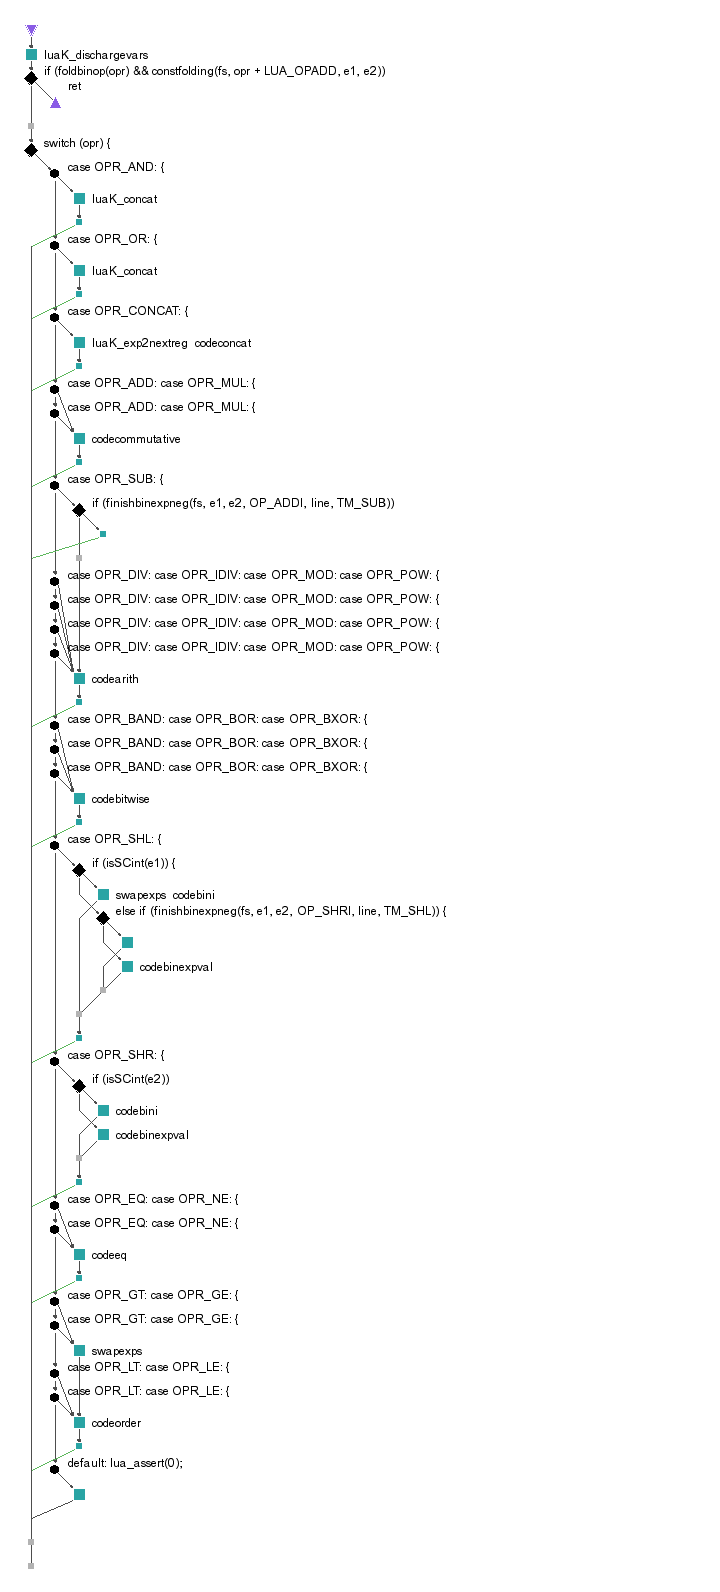 luaK_dischargevars
if (foldbinop(opr) && constfolding(fs, opr + LUA_OPADD, e1, e2))
ret
switch (opr) {
case OPR_AND: {
luaK_concat
case OPR_OR: {
luaK_concat
case OPR_CONCAT: {
luaK_exp2nextreg codeconcat
case OPR_ADD: case OPR_MUL: {
case OPR_ADD: case OPR_MUL: {
codecommutative
case OPR_SUB: {
if (finishbinexpneg(fs, e1, e2, OP_ADDI, line, TM_SUB))
case OPR_DIV: case OPR_IDIV: case OPR_MOD: case OPR_POW: {
case OPR_DIV: case OPR_IDIV: case OPR_MOD: case OPR_POW: {
case OPR_DIV: case OPR_IDIV: case OPR_MOD: case OPR_POW: {
case OPR_DIV: case OPR_IDIV: case OPR_MOD: case OPR_POW: {
codearith
case OPR_BAND: case OPR_BOR: case OPR_BXOR: {
case OPR_BAND: case OPR_BOR: case OPR_BXOR: {
case OPR_BAND: case OPR_BOR: case OPR_BXOR: {
codebitwise
case OPR_SHL: {
if (isSCint(e1)) {
swapexps codebini
else if (finishbinexpneg(fs, e1, e2, OP_SHRI, line, TM_SHL)) {
codebinexpval
case OPR_SHR: {
if (isSCint(e2))
codebini
codebinexpval
case OPR_EQ: case OPR_NE: {
case OPR_EQ: case OPR_NE: {
codeeq
case OPR_GT: case OPR_GE: {
case OPR_GT: case OPR_GE: {
swapexps
case OPR_LT: case OPR_LE: {
case OPR_LT: case OPR_LE: {
codeorder
default: lua_assert(0);